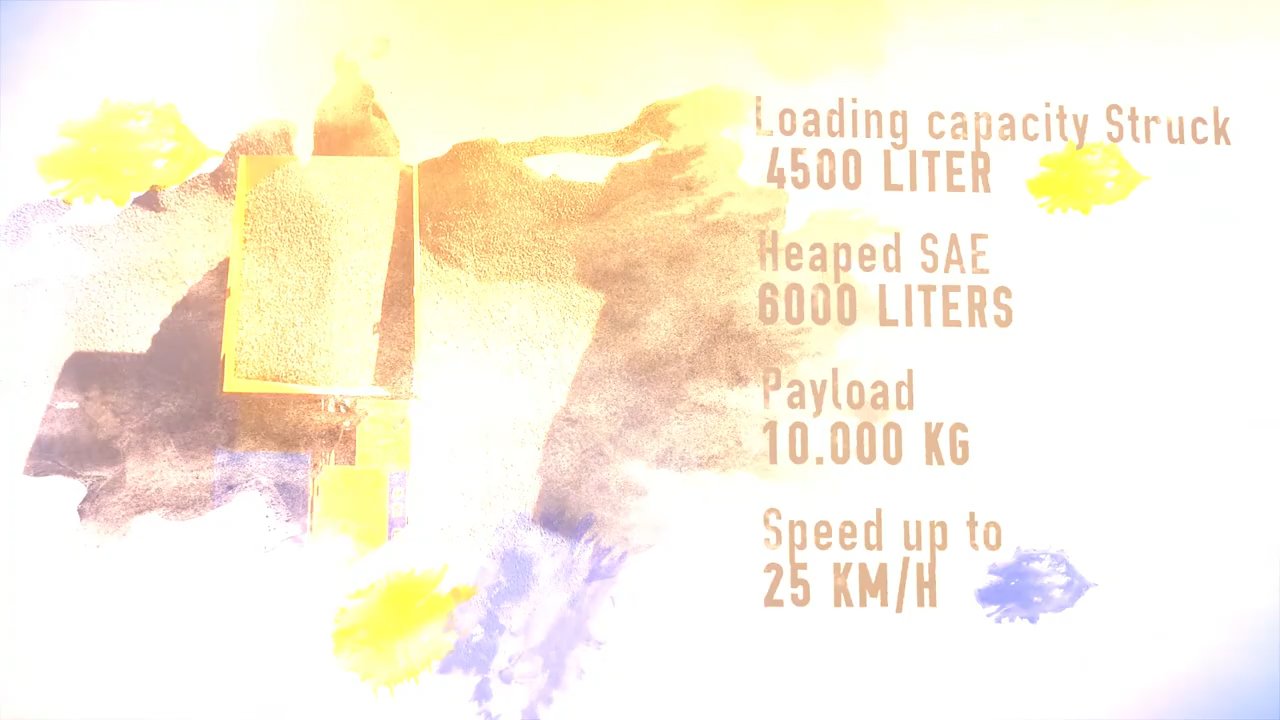 Loading capacity Struck
4500 LITER
Heaped SAE
6000 LITERS
Payload
10.000 KG
Speed up to
25 KM/H